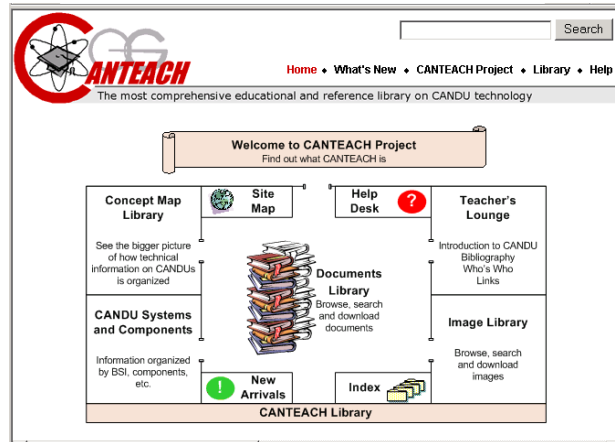 Search
CANTEACH
Home ♦ What's New ♦ CANTEACH Project ♦ Library ♦ Help
The most comprehensive educational and reference library on CANDU technology
Welcome to CANTEACH Project
Find out what CANTEACH is
Concept Map
Library
See the bigger picture
of how technical
information on CANDUs
is organized
Site
Map
Help
Desk
?
Teacher's
Lounge
Introduction to CANDU
Bibliography
Who's Who
Links
Documents
Library
Browse, search
and download
documents
CANDU Systems
and Components
Information organized
by BSI, components,
etc.
Image Library
Browse, search
and download
images
!
New
Arrivals
Index
CANTEACH Library